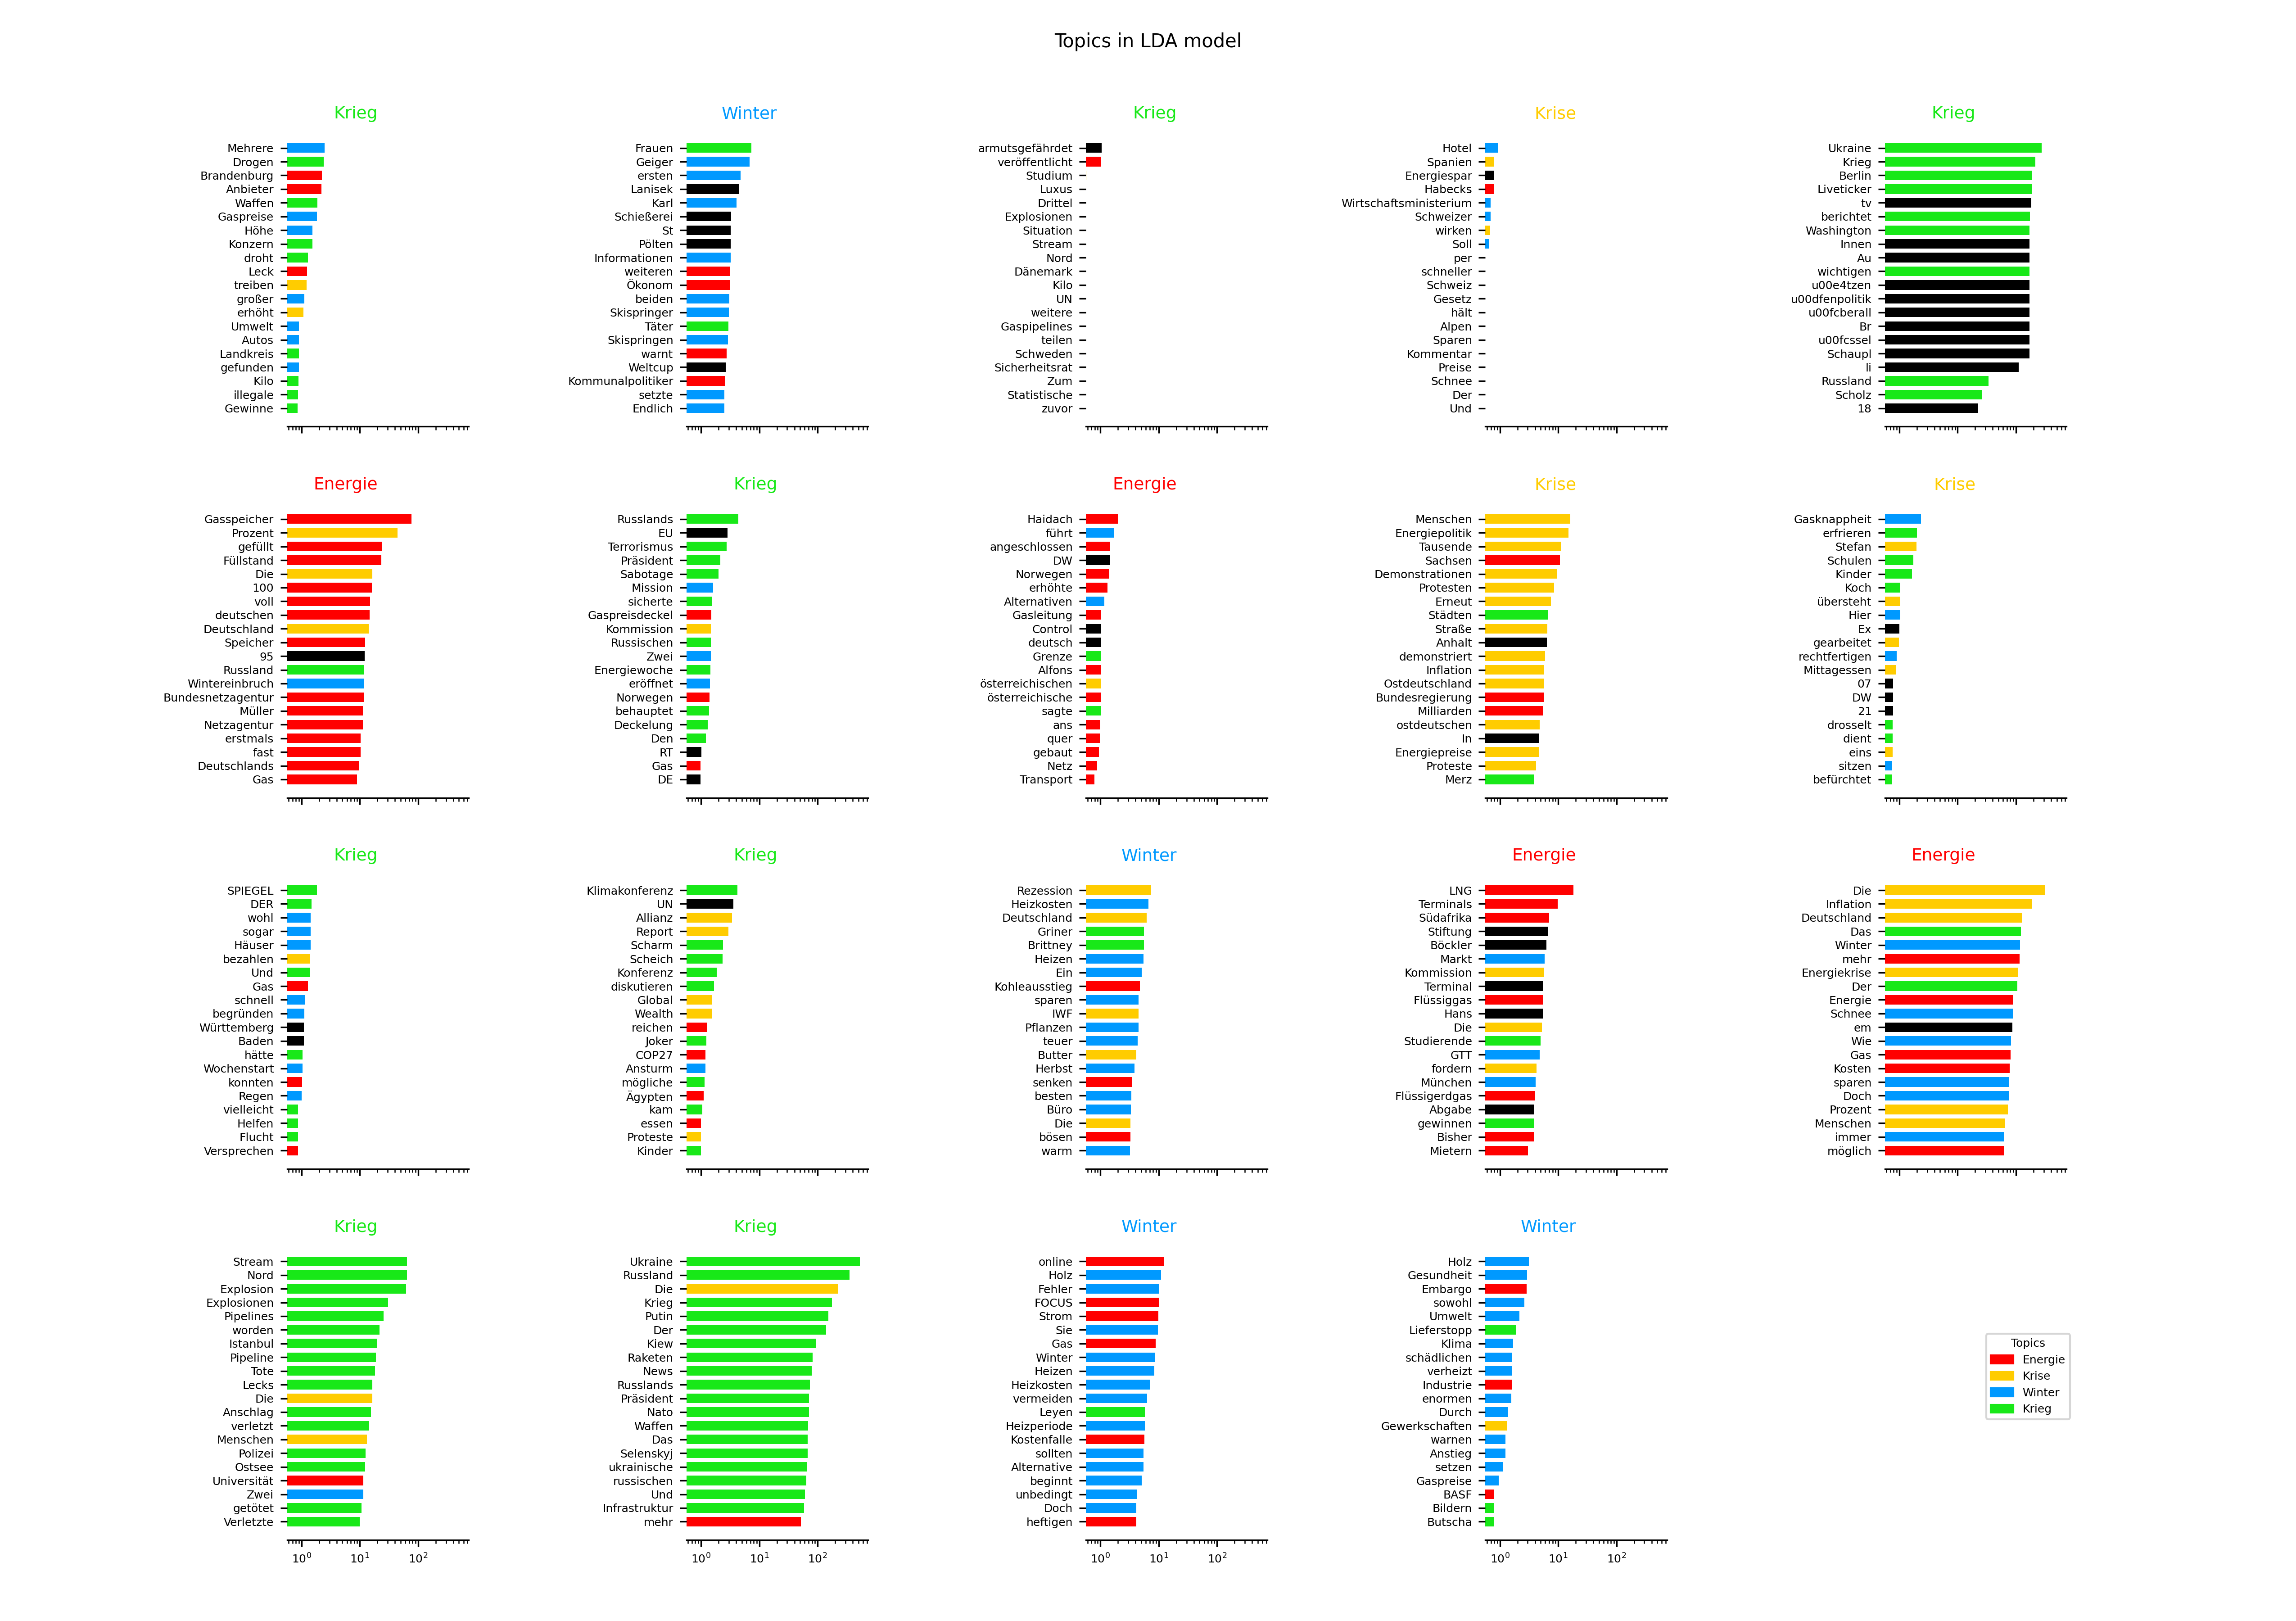 Topics in LDA model
Krieg
Mehrere
Drogen
Brandenburg
Anbieter
Waffen
Gaspreise
Höhe
Konzern
droht
Leck
treiben
großer
erhöht
Umwelt
Autos
Landkreis
gefunden
Kilo
illegale
Gewinne
Winter
Frauen
Geiger
ersten
Lanisek
Karl
Schießerei
St
Pölten
Informationen
weiteren
Ökonom
beiden
Skispringer
Täter
Skispringen
warnt
Weltcup
Kommunalpolitiker
setzte
Endlich
Krieg
armutsgefährdet
veröffentlicht
Studium
Luxus
Drittel
Explosionen
Situation
Stream
Nord
Dänemark
Kilo
UN
weitere
Gaspipelines
teilen
Schweden
Sicherheitsrat
Zum
Statistische
zuvor
Krise
Hotel
Spanien
Energiespar
Habecks
Wirtschaftsministerium
Schweizer
wirken
Soll
per
schneller
Schweiz
Gesetz
hält
Alpen
Sparen
Kommentar
Preise
Schnee
Der
Und
Krieg
Ukraine
Krieg
Berlin
Liveticker
tv
berichtet
Washington
Innen
Au
wichtigen
u00e4tzen
u00dfenpolitik
u00fcberall
Br
u00fcssel
Schaupl
li
Russland
Scholz
18
Energie
Gasspeicher
Prozent
gefüllt
Füllstand
Die
100
voll
deutschen
Deutschland
Speicher
95
Russland
Wintereinbruch
Bundesnetzagentur
Müller
Netzagentur
erstmals
fast
Deutschlands
Gas
Krieg
Russlands
EU
Terrorismus
Präsident
Sabotage
Mission
sicherte
Gaspreisdeckel
Kommission
Russischen
Zwei
Energiewoche
eröffnet
Norwegen
behauptet
Deckelung
Den
RT
Gas
DE
Energie
Haidach
führt
angeschlossen
DW
Norwegen
erhöhte
Alternativen
Gasleitung
Control
deutsch
Grenze
Alfons
österreichischen
österreichische
sagte
ans
quer
gebaut
Netz
Transport
Krise
Menschen
Energiepolitik
Tausende
Sachsen
Demonstrationen
Protesten
Erneut
Städten
Straße
Anhalt
demonstriert
Inflation
Ostdeutschland
Bundesregierung
Milliarden
ostdeutschen
In
Energiepreise
Proteste
Merz
Krise
Gasknappheit
erfrieren
Stefan
Schulen
Kinder
Koch
übersteht
Hier
Ex
gearbeitet
rechtfertigen
Mittagessen
07
DW
21
drosselt
dient
eins
sitzen
befürchtet
Krieg
SPIEGEL
DER
wohl
sogar
Häuser
bezahlen
Und
Gas
schnell
begründen
Württemberg
Baden
hätte
Wochenstart
konnten
Regen
vielleicht
Helfen
Flucht
Versprechen
Krieg
Klimakonferenz
UN
Allianz
Report
Scharm
Scheich
Konferenz
diskutieren
Global
Wealth
reichen
Joker
COP27
Ansturm
mögliche
Ägypten
kam
essen
Proteste
Kinder
Winter
Rezession
Heizkosten
Deutschland
Griner
Brittney
Heizen
Ein
Kohleausstieg
sparen
IWF
Pflanzen
teuer
Butter
Herbst
senken
besten
Büro
Die
bösen
warm
Energie
LNG
Terminals
Südafrika
Stiftung
Böckler
Markt
Kommission
Terminal
Flüssiggas
Hans
Die
Studierende
GTT
fordern
München
Flüssigerdgas
Abgabe
gewinnen
Bisher
Mietern
Energie
Die
Inflation
Deutschland
Das
Winter
mehr
Energiekrise
Der
Energie
Schnee
em
Wie
Gas
Kosten
sparen
Doch
Prozent
Menschen
immer
möglich
Krieg
Stream
Nord
Explosion
Explosionen
Pipelines
worden
Istanbul
Pipeline
Tote
Lecks
Die
Anschlag
verletzt
Menschen
Polizei
Ostsee
Universität
Zwei
getötet
Verletzte
10⁰ 10¹ 10²
Krieg
Ukraine
Russland
Die
Krieg
Putin
Der
Kiew
Raketen
News
Russlands
Präsident
Nato
Waffen
Das
Selenskyj
ukrainische
russischen
Und
Infrastruktur
mehr
10⁰ 10¹ 10²
Winter
online
Holz
Fehler
FOCUS
Strom
Sie
Gas
Winter
Heizen
Heizkosten
vermeiden
Leyen
Heizperiode
Kostenfalle
sollten
Alternative
beginnt
unbedingt
Doch
heftigen
10⁰ 10¹ 10²
Winter
Holz
Gesundheit
Embargo
sowohl
Umwelt
Lieferstopp
Klima
schädlichen
verheizt
Industrie
enormen
Durch
Gewerkschaften
warnen
Anstieg
setzen
Gaspreise
BASF
Bildern
Butscha
10⁰ 10¹ 10²
Topics
Energie
Krise
Winter
Krieg